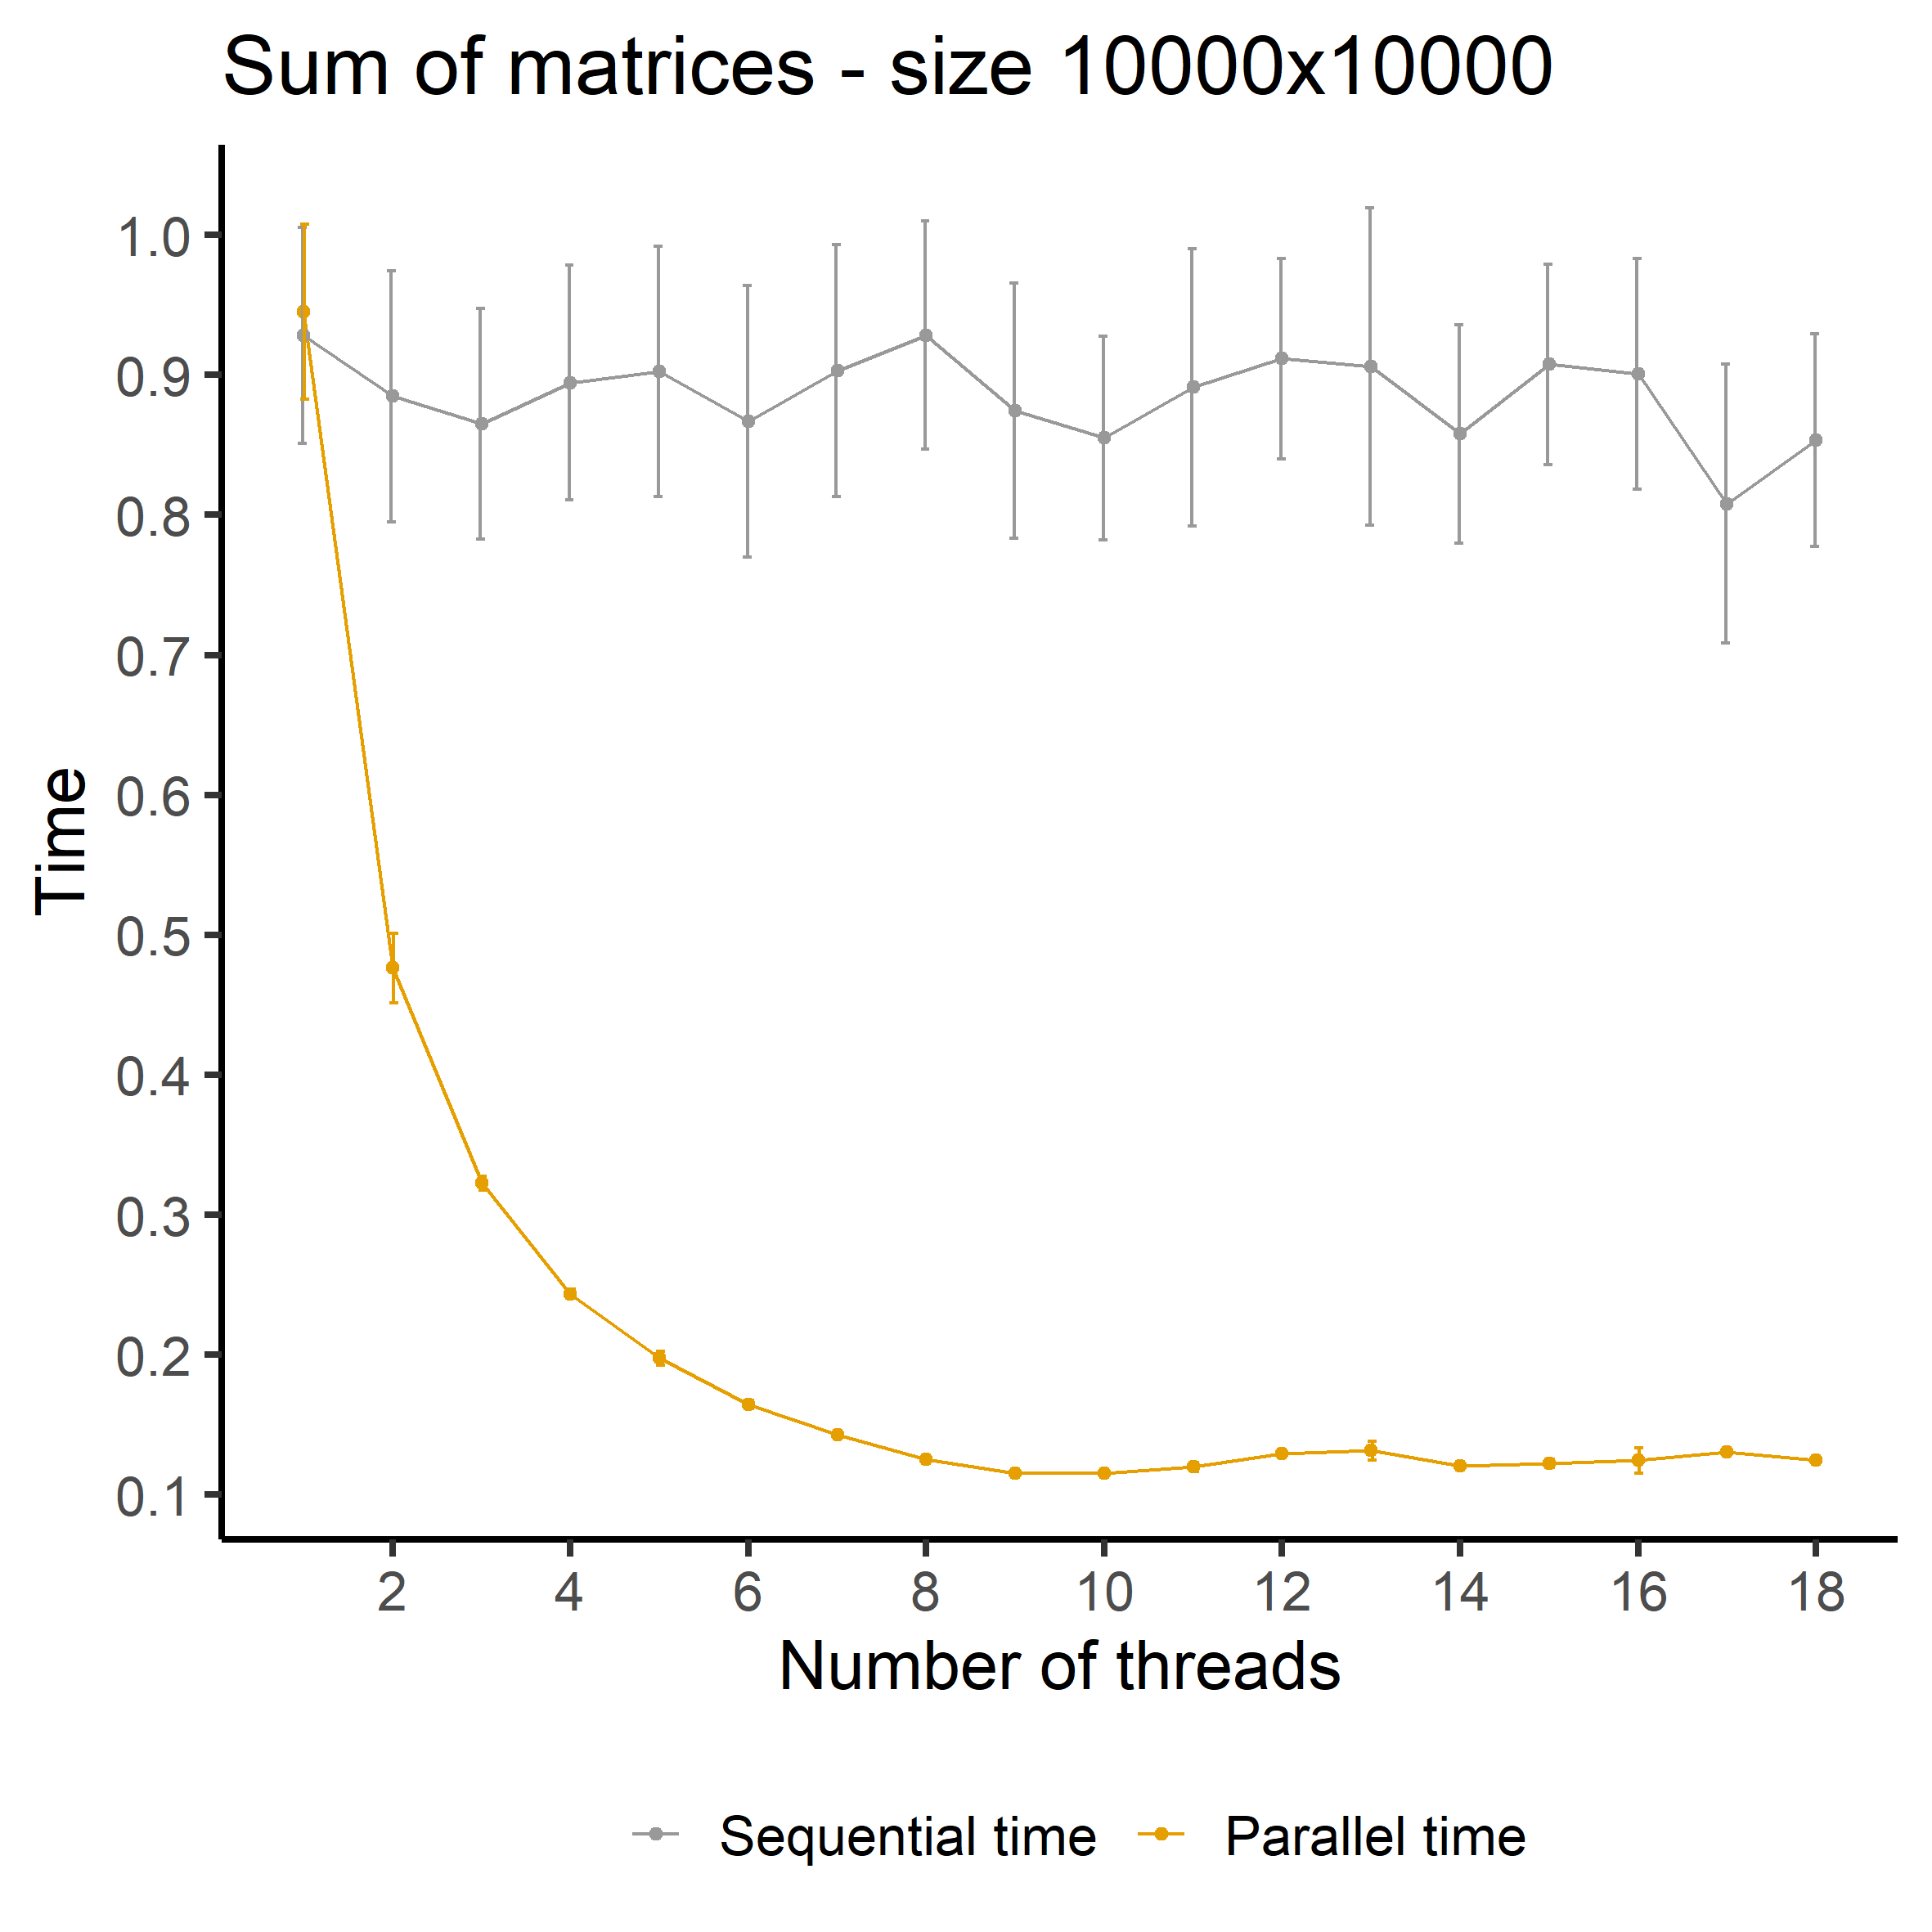 Sum of matrices - size 10000x10000
Time
1.0
0.9
0.8
0.7
0.6
0.5
0.4
0.3
0.2
0.1
2 4 6 8 10 12 14 16 18
Number of threads
Sequential time Parallel time